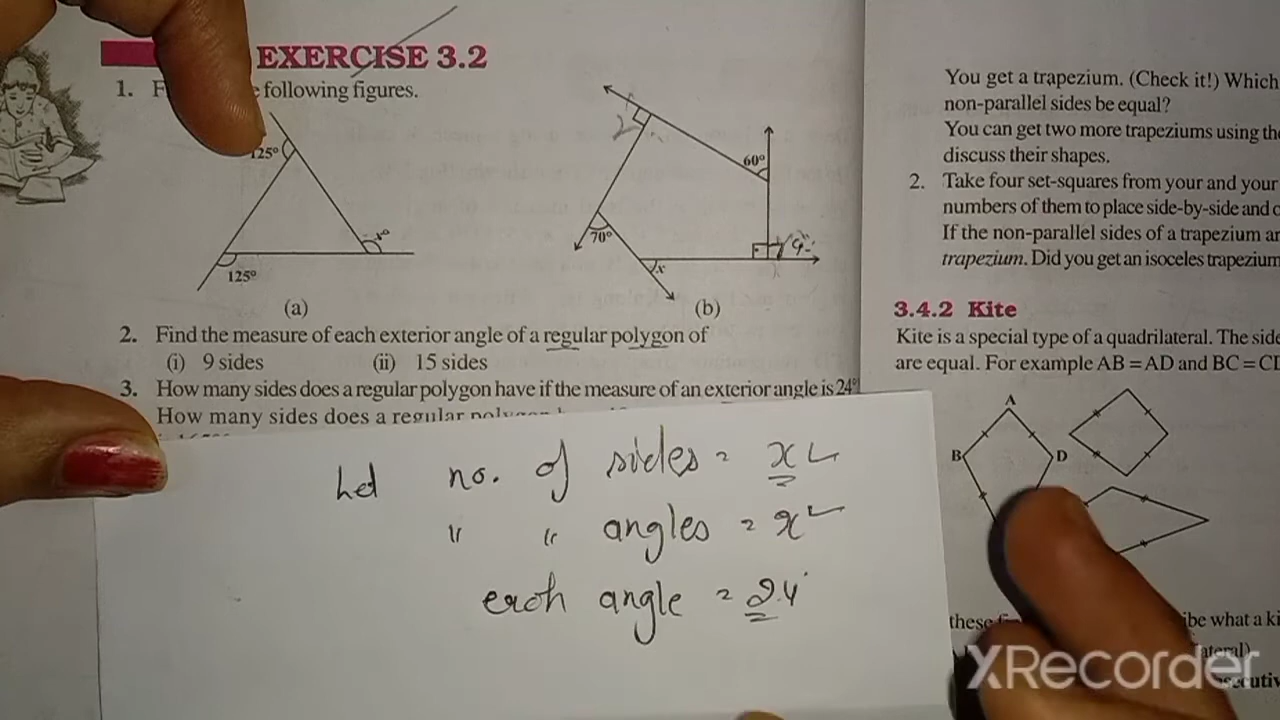 EXERCISE 3.2
1. following figures.
125°
x°
125°
(a)
60°
70°
x
(b)
2. Find the measure of each exterior angle of a regular polygon of
(i) 9 sides (ii) 15 sides
3. How many sides does a regular polygon have if the measure of an exterior angle is 24°
How many sides does a regular
Let no. of sides = x
" " angles = x
each angle = 24°
You get a trapezium. (Check it!) Which
non-parallel sides be equal?
You can get two more trapeziums using the
discuss their shapes.
2. Take four set-squares from your and your
numbers of them to place side-by-side and
If the non-parallel sides of a trapezium
trapezium. Did you get an isoceles trapezium
3.4.2 Kite
Kite is a special type of a quadrilateral. The
are equal. For example AB = AD and BC =
A
B
D
these
what a
XRecorder